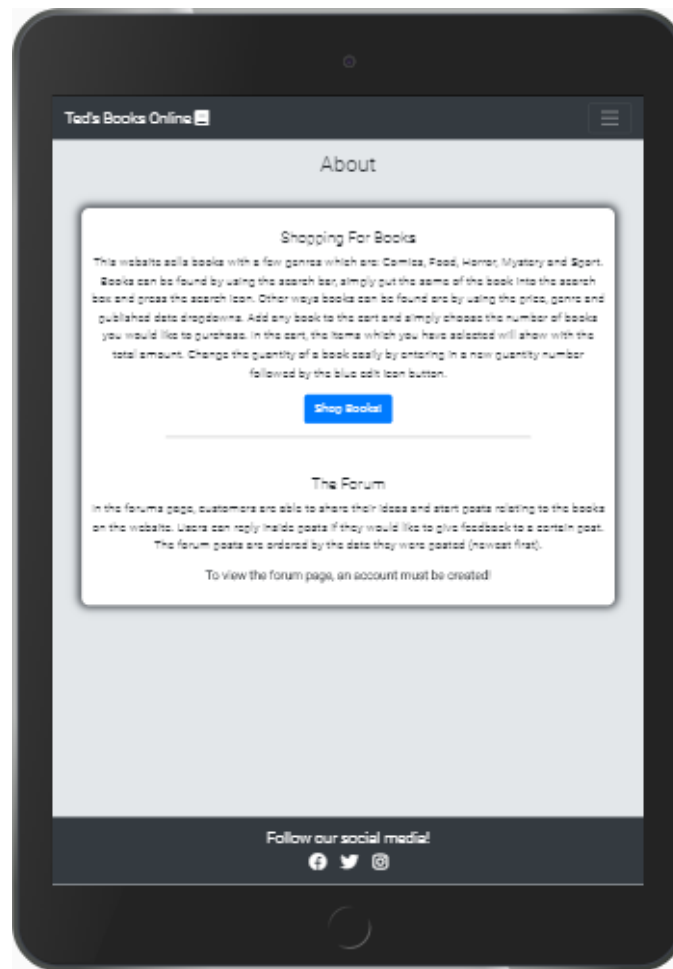 Ted's Books Online
About
Shopping For Books
This website sells books with a few genres which are: Comics, Food, Horror, Mystery and Sport.
Books can be found by using the search bar, simply put the name of the book into the search
box and press the search icon. Other ways books can be found are by using the price, genre and
published date dropdowns. Add any book to the cart and simply choose the number of books
you would like to purchase. In the cart, the items which you have selected will show with the
total amount. Change the quantity of a book easily by entering in a new quantity number
followed by the blue edit icon button.
Shop Books!
The Forum
In the forums page, customers are able to share their ideas and start posts relating to the books
on the website. Users can reply inside posts if they would like to give feedback to a certain post.
The forum posts are ordered by the date they were posted (newest first).
To view the forum page, an account must be created!
Follow our social media!